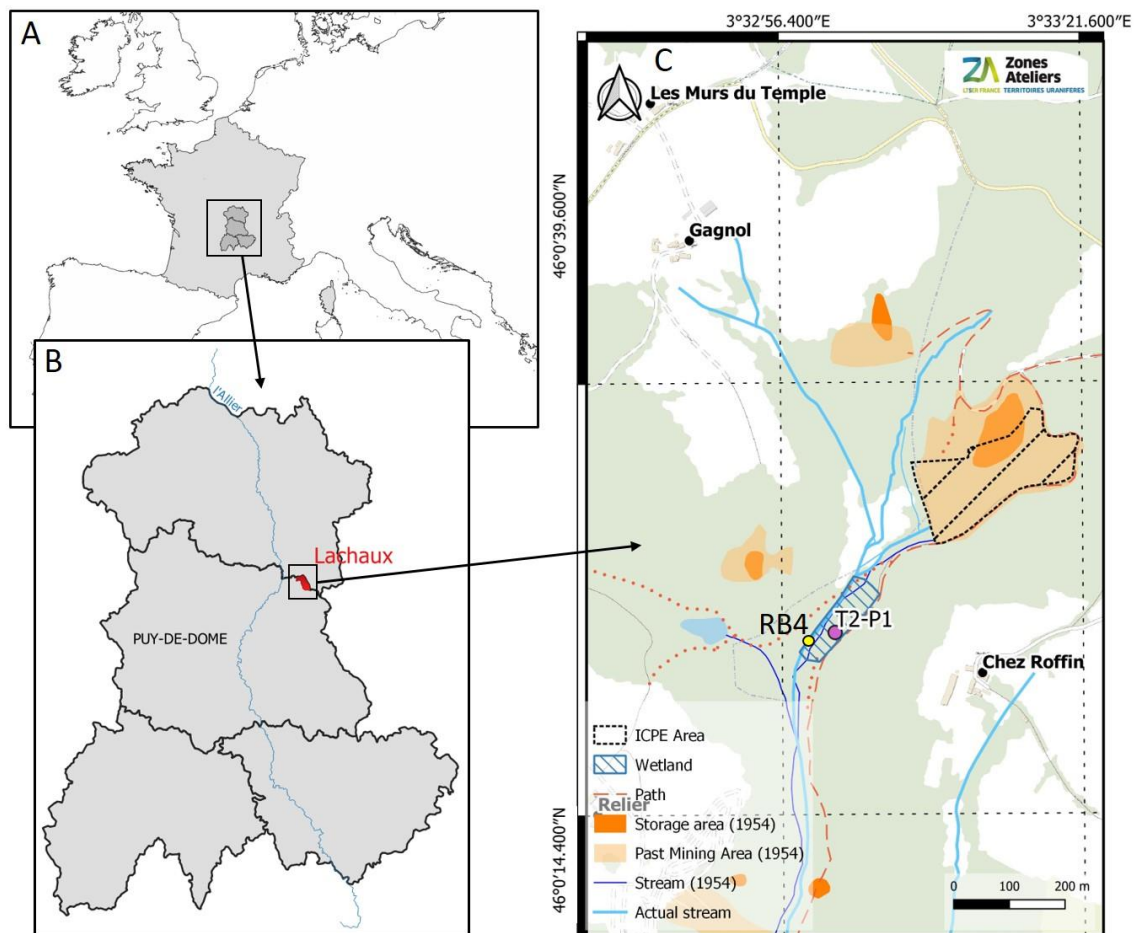 A
B
l'Allier
Lachaux
PUY-DE-DOME
3°32′56.400″E
3°33′21.600″E
C
Zones
Ateliers
LTSER FRANCE TERRITOIRES URANIFERES
Les Murs du Temple
46°0′39.600″N
Gagnol
RB4
T2-P1
Chez Roffin
ICPE Area
Wetland
Path
Relier
Storage area (1954)
Past Mining Area (1954)
46°0′14.400″N
Stream (1954)
Actual stream
0 100 200 m